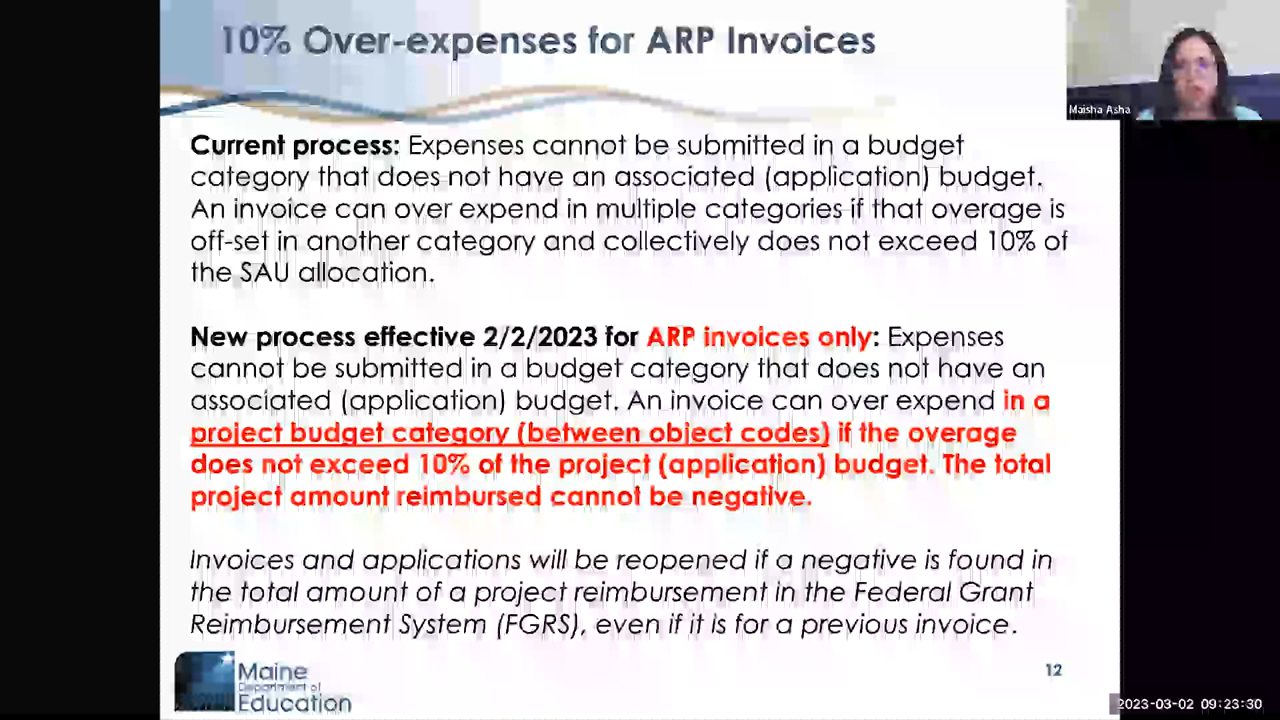 10% Over-expenses for ARP Invoices
Maisha Asha
Current process: Expenses cannot be submitted in a budget
category that does not have an associated (application) budget.
An invoice can over expend in multiple categories if that overage is
off-set in another category and collectively does not exceed 10% of
the SAU allocation.
New process effective 2/2/2023 for ARP invoices only: Expenses
cannot be submitted in a budget category that does not have an
associated (application) budget. An invoice can over expend in a
project budget category (between object codes) if the overage
does not exceed 10% of the project (application) budget. The total
project amount reimbursed cannot be negative.
Invoices and applications will be reopened if a negative is found in
the total amount of a project reimbursement in the Federal Grant
Reimbursement System (FGRS), even if it is for a previous invoice.
Maine
Department of
Education
12
2023-03-02 09:23:30